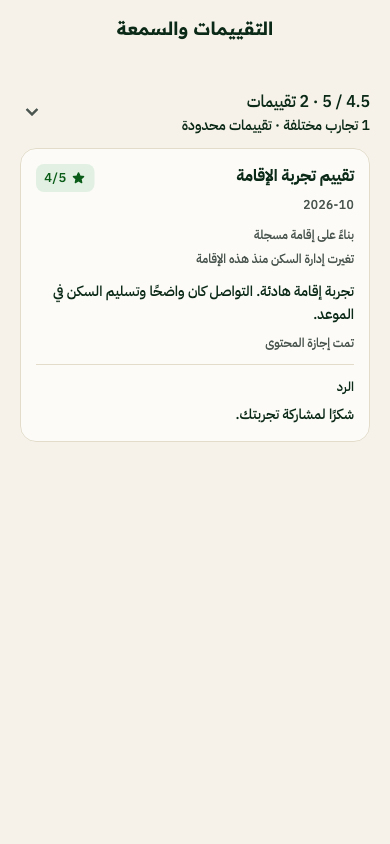 التقييمات والسمعة
4.5 / 5 · 2 تقييمات
1 تجارب مختلفة · تقييمات محدودة
تقييم تجربة الإقامة
4/5
2026-10
بناءً على إقامة مسجلة
تغيرت إدارة السكن منذ هذه الإقامة
تجربة إقامة هادئة. التواصل كان واضحًا وتسليم السكن في
الموعد.
تمت إجازة المحتوى
الرد
شكرًا لمشاركة تجربتك.